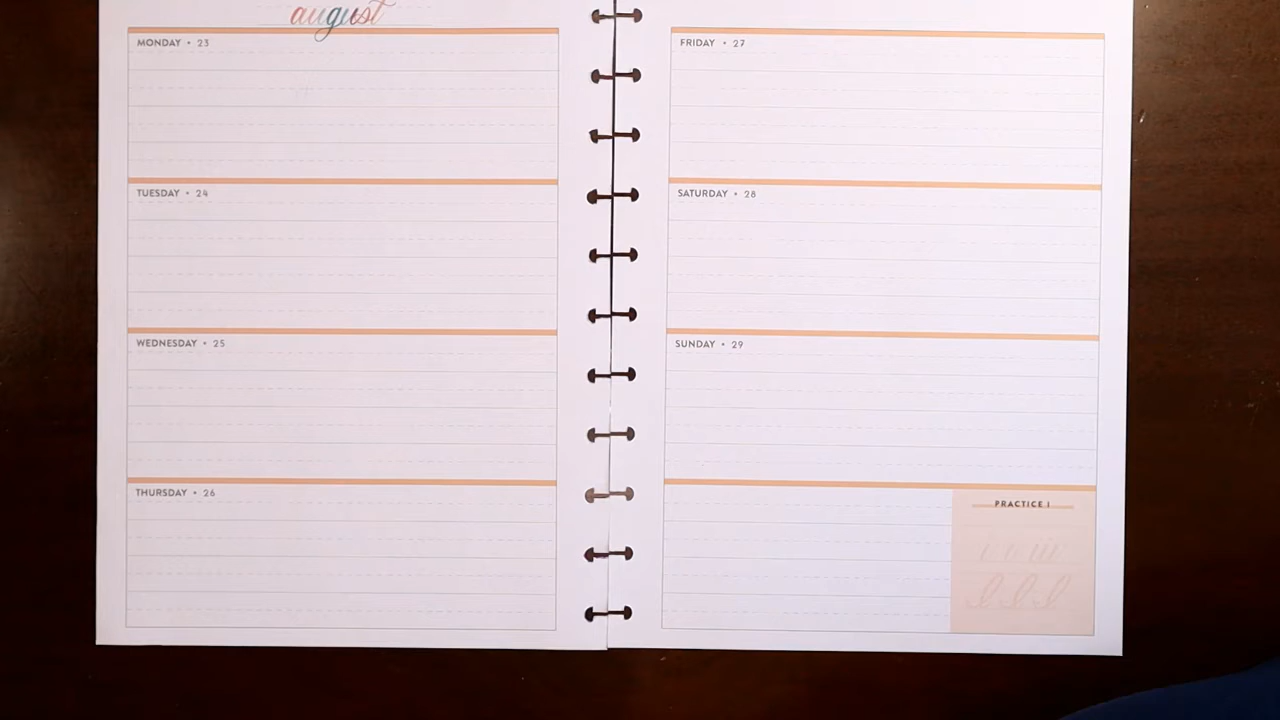 august
MONDAY • 23
TUESDAY • 24
WEDNESDAY • 25
THURSDAY • 26
FRIDAY • 27
SATURDAY • 28
SUNDAY • 29
PRACTICE I